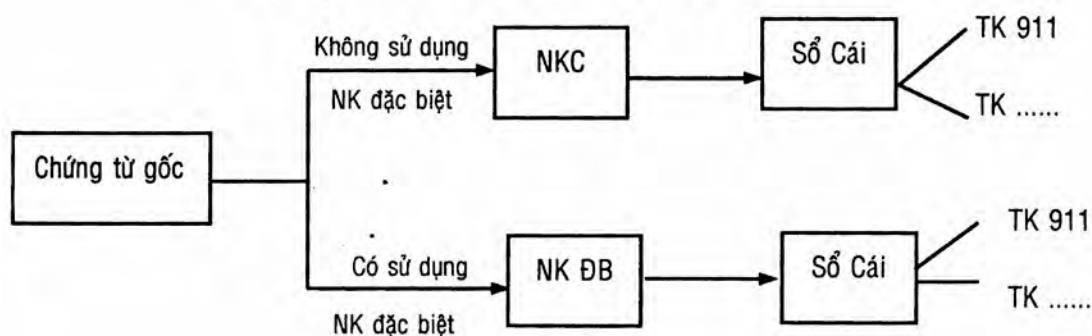 Chứng từ gốc
Không sử dụng
NK đặc biệt
NKC
Sổ Cái
TK 911
TK ......
Có sử dụng
NK đặc biệt
NK ĐB
Sổ Cái
TK 911
TK ......